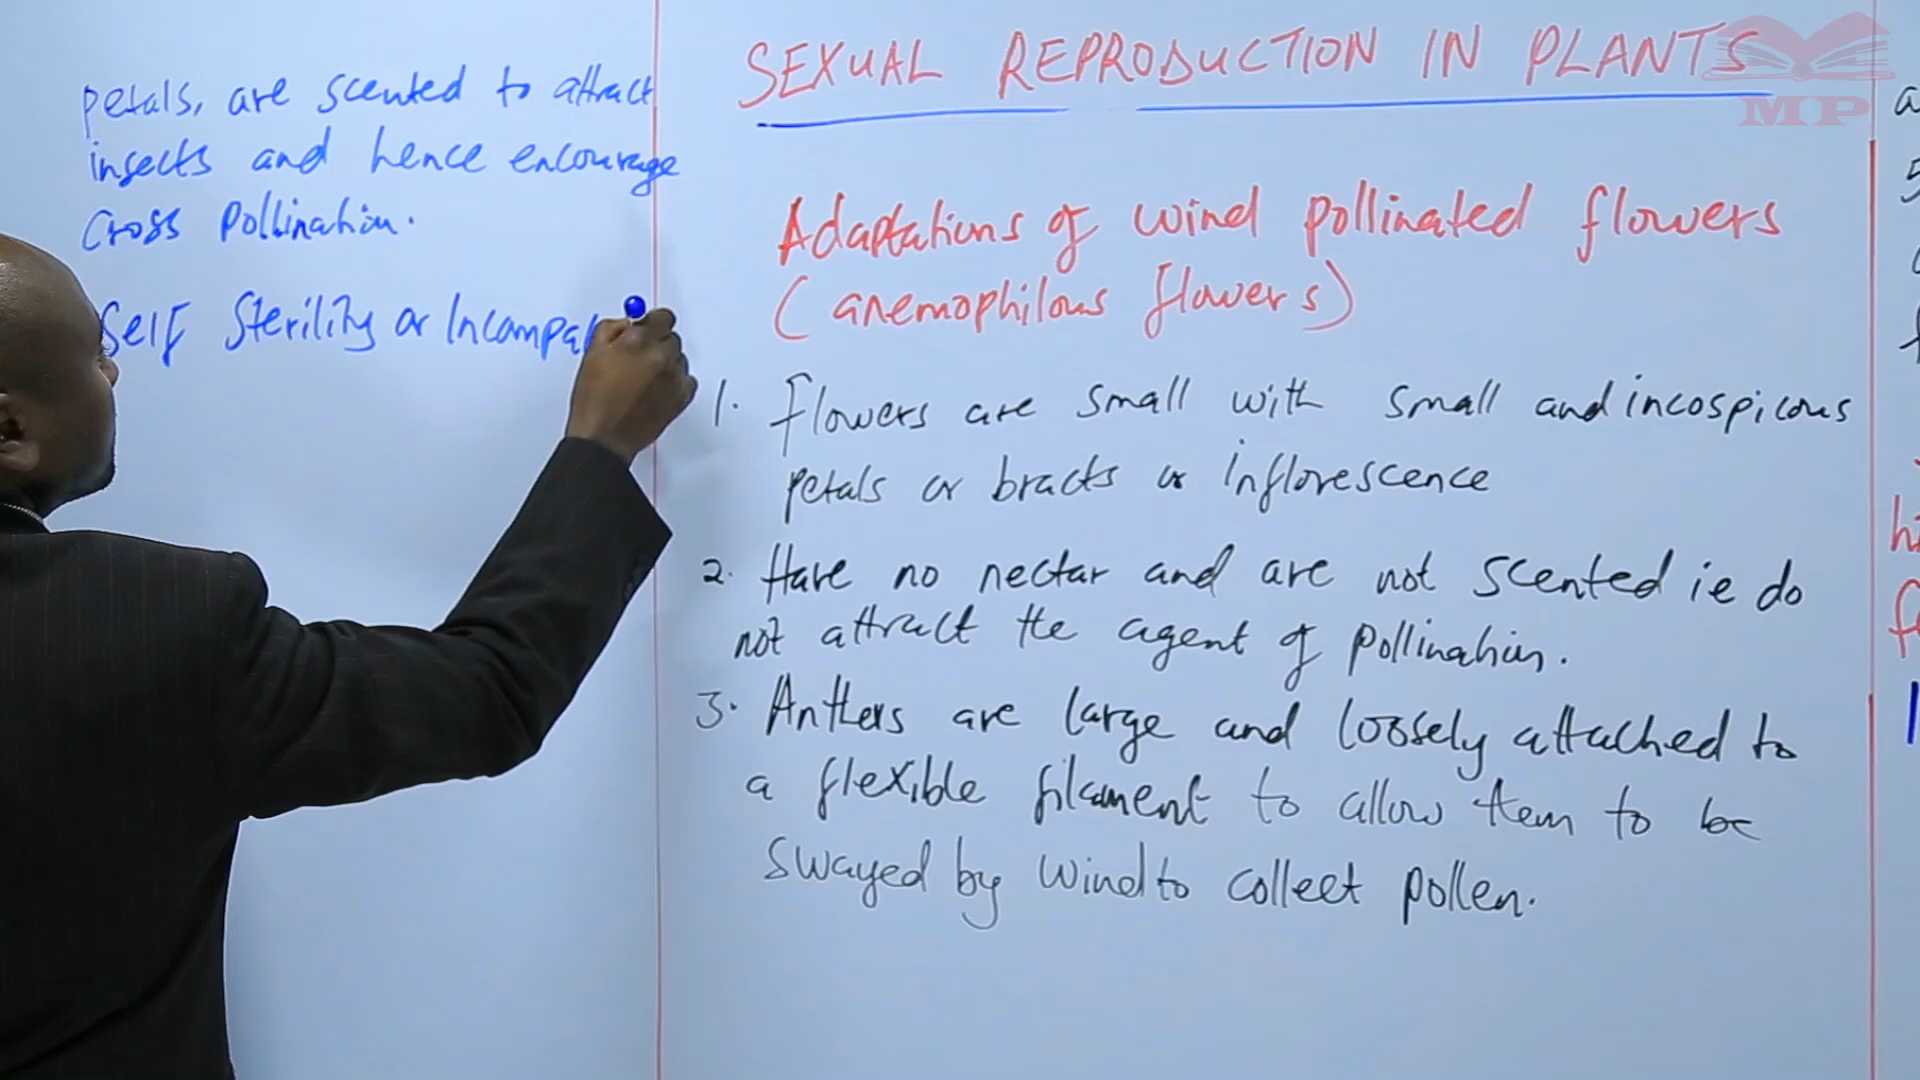 petals, are scented to attract
insects and hence encourage
Cross pollination.
Self Sterility or Incompa
SEXUAL REPRODUCTION IN PLANTS
Adaptations of wind pollinated flowers
(anemophilous flowers)
1. Flowers are small with small and incospicous
petals or bracts or inflorescence
2. Have no nectar and are not scented ie do
not attract the agent of pollination.
3. Anthers are large and loosely attached to
a flexible filament to allow them to be
swayed by wind to collect pollen.
MP